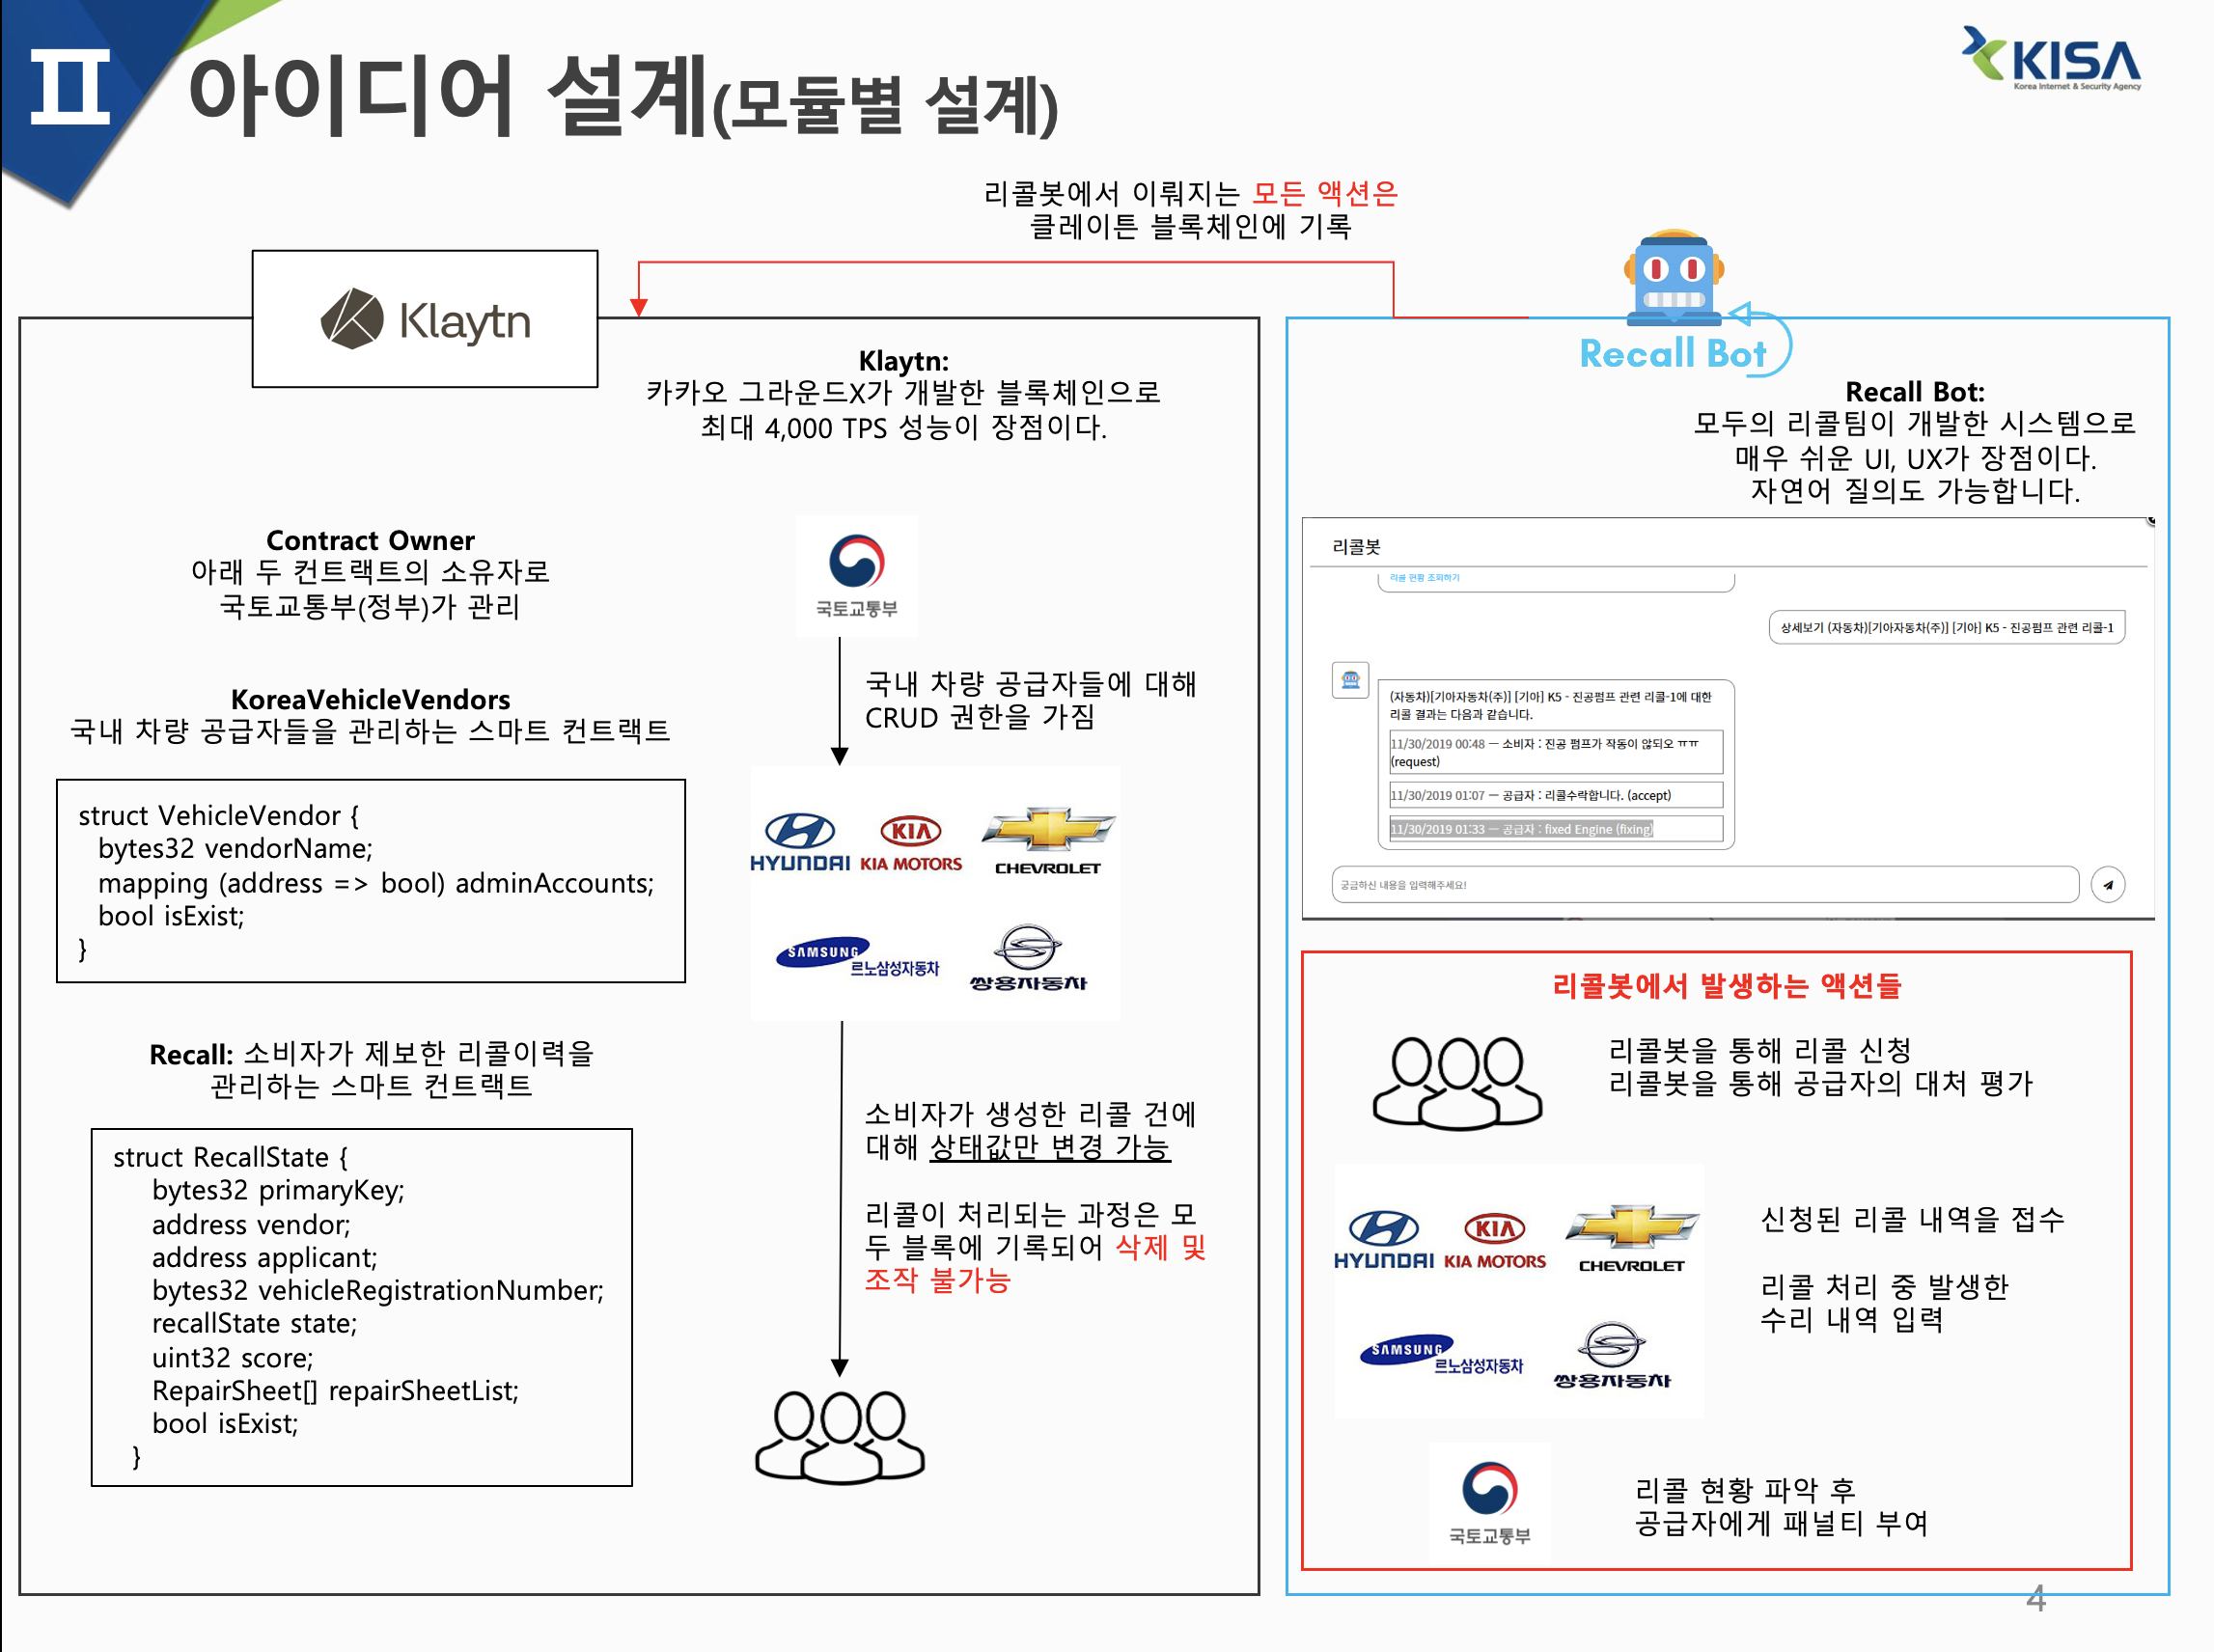 II 아이디어 설계(모듈별 설계)
KISA
Korea Internet & Security Agency
리콜봇에서 이뤄지는 모든 액션은
클레이튼 블록체인에 기록
Klaytn
Klaytn:
카카오 그라운드X가 개발한 블록체인으로
최대 4,000 TPS 성능이 장점이다.
Contract Owner
아래 두 컨트랙트의 소유자로
국토교통부(정부)가 관리
KoreaVehicleVendors
국내 차량 공급자들을 관리하는 스마트 컨트랙트
struct VehicleVendor {
bytes32 vendorName;
mapping (address => bool) adminAccounts;
bool isExist;
}
Recall: 소비자가 제보한 리콜이력을
관리하는 스마트 컨트랙트
struct RecallState {
bytes32 primaryKey;
address vendor;
address applicant;
bytes32 vehicleRegistrationNumber;
recallState state;
uint32 score;
RepairSheet[] repairSheetList;
bool isExist;
}
국토교통부
국내 차량 공급자들에 대해
CRUD 권한을 가짐
HYUNDAI
KIA
KIA MOTORS
CHEVROLET
SAMSUNG
르노삼성자동차
쌍용자동차
소비자가 생성한 리콜 건에
대해 상태값만 변경 가능
리콜이 처리되는 과정은 모
두 블록에 기록되어 삭제 및
조작 불가능
Recall Bot
Recall Bot:
모두의 리콜팀이 개발한 시스템으로
매우 쉬운 UI, UX가 장점이다.
자연어 질의도 가능합니다.
리콜봇
리콜 현황 조회하기
상세보기 (자동차)[기아자동차(주)] [기아] K5 - 진공펌프 관련 리콜-1
(자동차)[기아자동차(주)] [기아] K5 - 진공펌프 관련 리콜-1에 대한
리콜 결과는 다음과 같습니다.
11/30/2019 00:48 — 소비자 : 진공 펌프가 작동이 않되오 ㅠㅠ
(request)
11/30/2019 01:07 — 공급자 : 리콜수락합니다. (accept)
11/30/2019 01:33 — 공급자 : fixed Engine (fixing)
궁금하신 내용을 입력해주세요!
리콜봇에서 발생하는 액션들
리콜봇을 통해 리콜 신청
리콜봇을 통해 공급자의 대처 평가
HYUNDAI
KIA
KIA MOTORS
CHEVROLET
SAMSUNG
르노삼성자동차
쌍용자동차
신청된 리콜 내역을 접수
리콜 처리 중 발생한
수리 내역 입력
국토교통부
리콜 현황 파악 후
공급자에게 패널티 부여
4